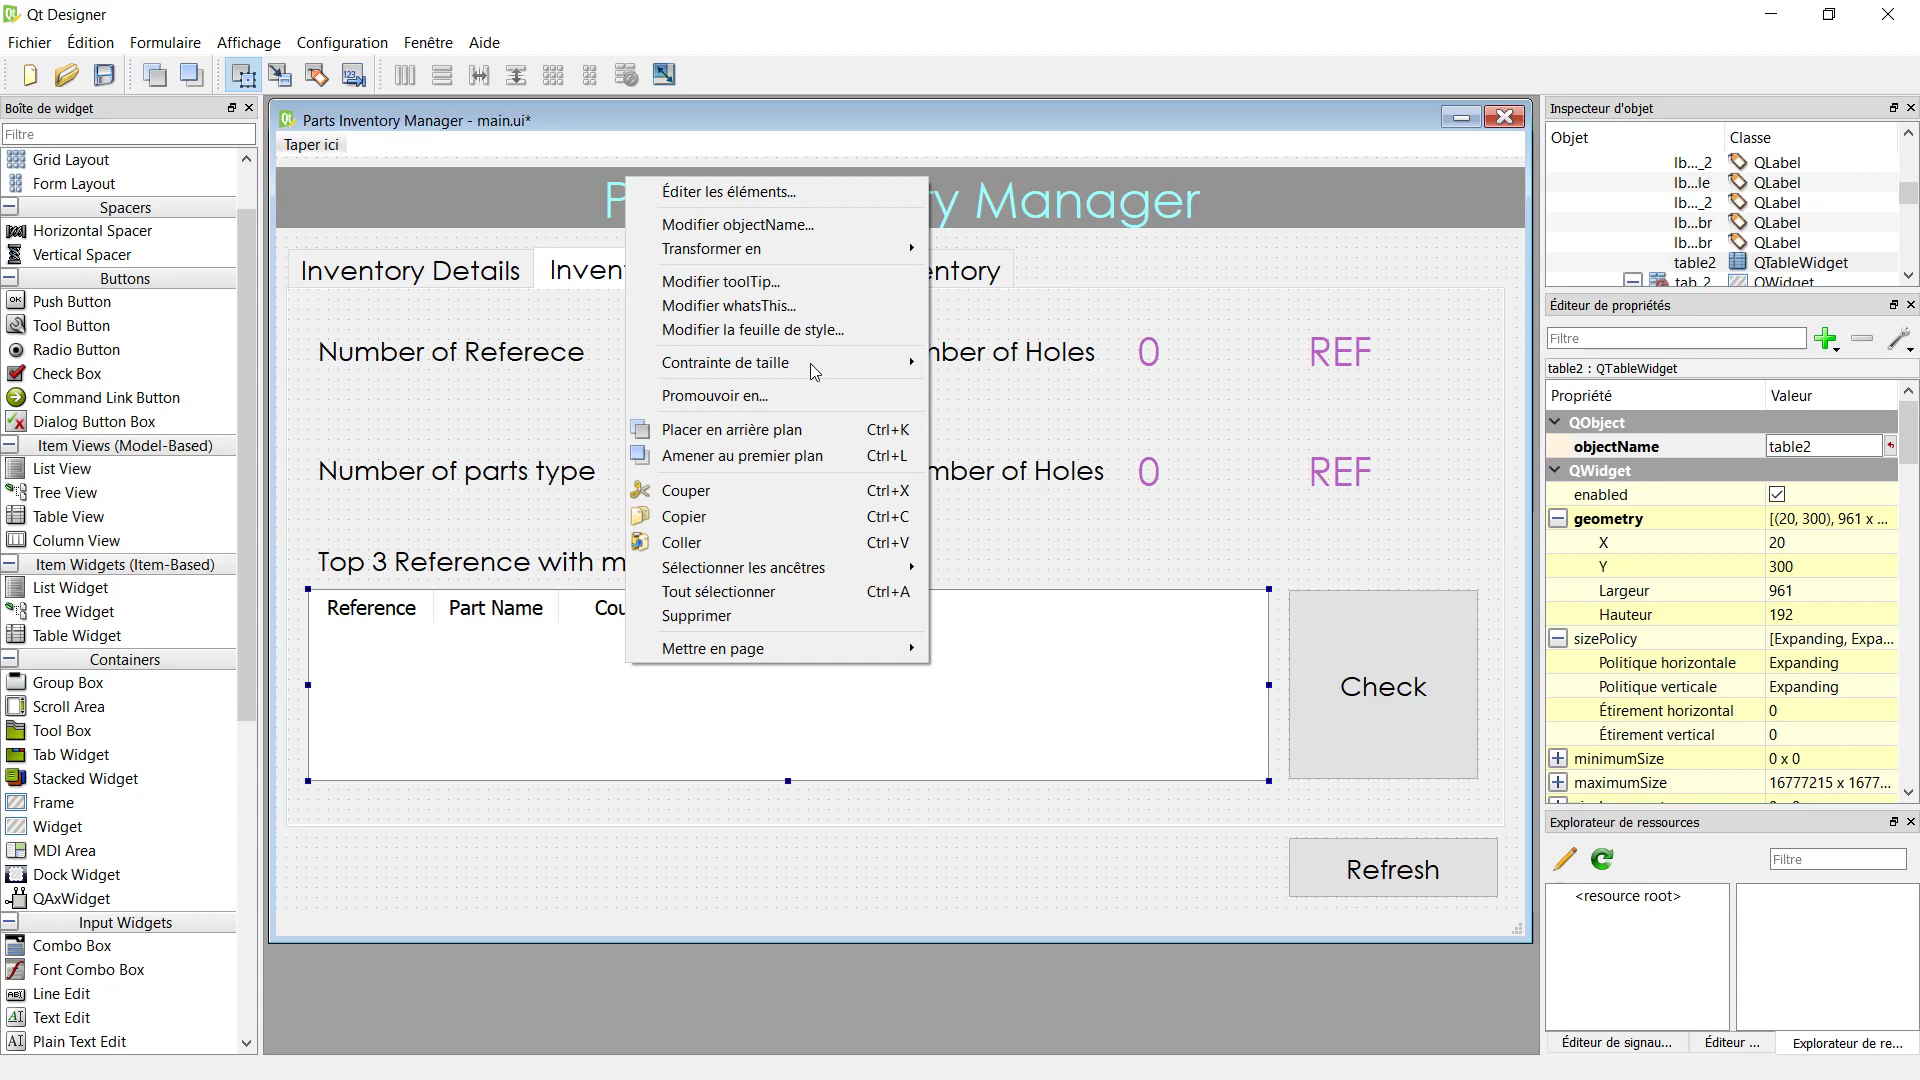 Qt Designer
Fichier Édition Formulaire Affichage Configuration Fenêtre Aide
Boîte de widget
Filtre
Grid Layout
Form Layout
Spacers
Horizontal Spacer
Vertical Spacer
Buttons
Push Button
Tool Button
Radio Button
Check Box
Command Link Button
Dialog Button Box
Item Views (Model-Based)
List View
Tree View
Table View
Column View
Item Widgets (Item-Based)
List Widget
Tree Widget
Table Widget
Containers
Group Box
Scroll Area
Tool Box
Tab Widget
Stacked Widget
Frame
Widget
MDI Area
Dock Widget
QAxWidget
Input Widgets
Combo Box
Font Combo Box
Line Edit
Text Edit
Plain Text Edit
Parts Inventory Manager - main.ui*
Taper ici
P
y Manager
Inventory Details
Inven
entory
Number of Referece
nber of Holes 0 REF
Number of parts type
mber of Holes 0 REF
Top 3 Reference with m
Reference Part Name Cou
Check
Refresh
Éditer les éléments...
Modifier objectName...
Transformer en
Modifier toolTip...
Modifier whatsThis...
Modifier la feuille de style...
Contrainte de taille
Promouvoir en...
Placer en arrière plan Ctrl+K
Amener au premier plan Ctrl+L
Couper Ctrl+X
Copier Ctrl+C
Coller Ctrl+V
Sélectionner les ancêtres
Tout sélectionner Ctrl+A
Supprimer
Mettre en page
Inspecteur d'objet
Objet Classe
lb..._2 QLabel
lb...le QLabel
lb..._2 QLabel
lb...br QLabel
lb...br QLabel
table2 QTableWidget
tab_2 QWidget
Éditeur de propriétés
Filtre
table2 : QTableWidget
Propriété Valeur
QObject
objectName table2
QWidget
enabled
geometry [(20, 300), 961 x ...
X 20
Y 300
Largeur 961
Hauteur 192
sizePolicy [Expanding, Expa...
Politique horizontale Expanding
Politique verticale Expanding
Étirement horizontal 0
Étirement vertical 0
minimumSize 0 x 0
maximumSize 16777215 x 1677...
Explorateur de ressources
Filtre
<resource root>
Éditeur de signau... Éditeur ... Explorateur de re...